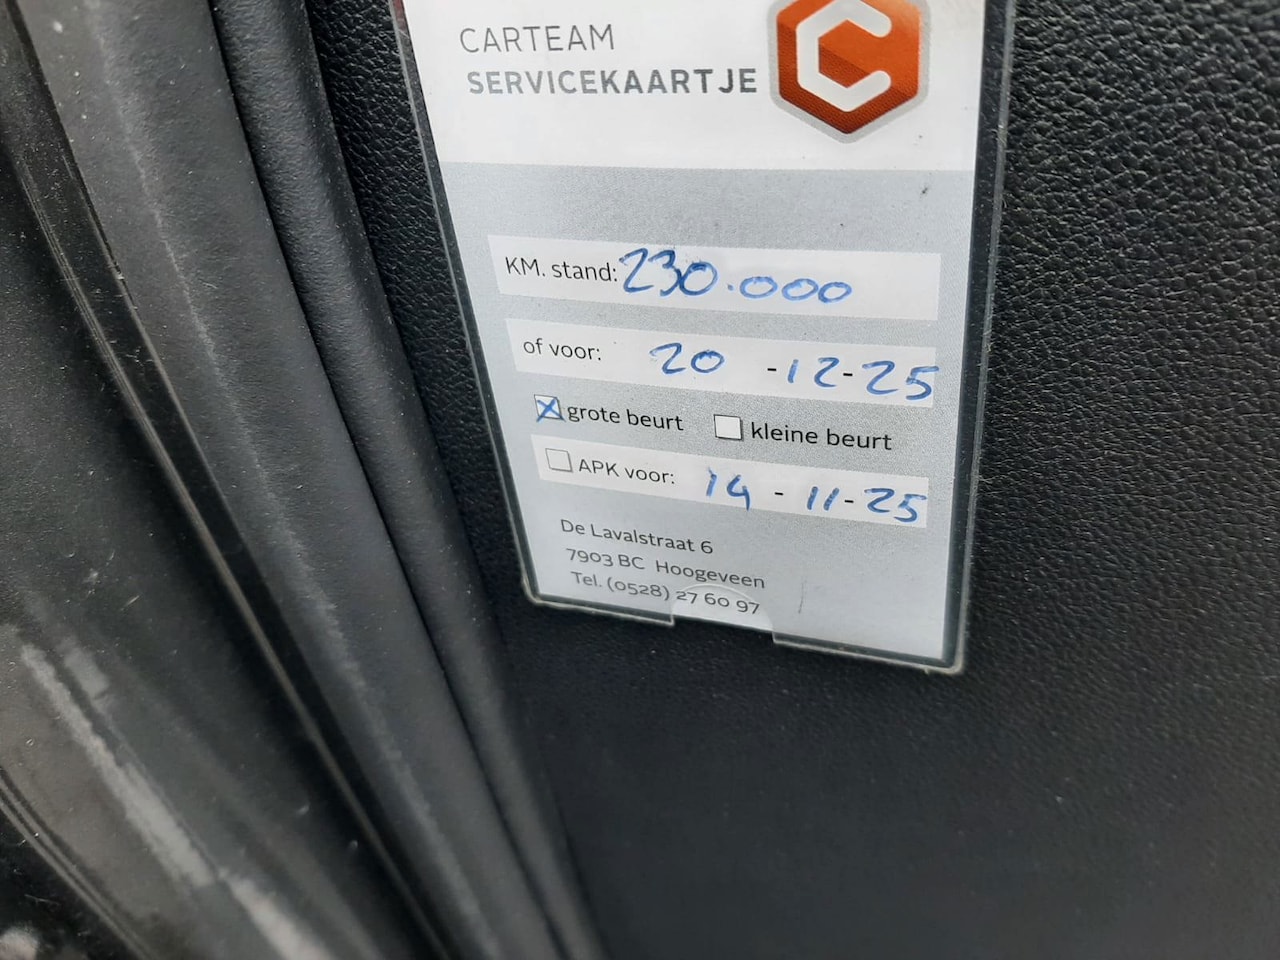 CARTEAM
SERVICEKAARTJE
KM. stand: 230.000
of voor: 20 -12-25
grote beurt kleine beurt
APK voor: 14 - 11-25
De Lavalstraat 6
7903 BC Hoogeveen
Tel. (0528) 27 60 97